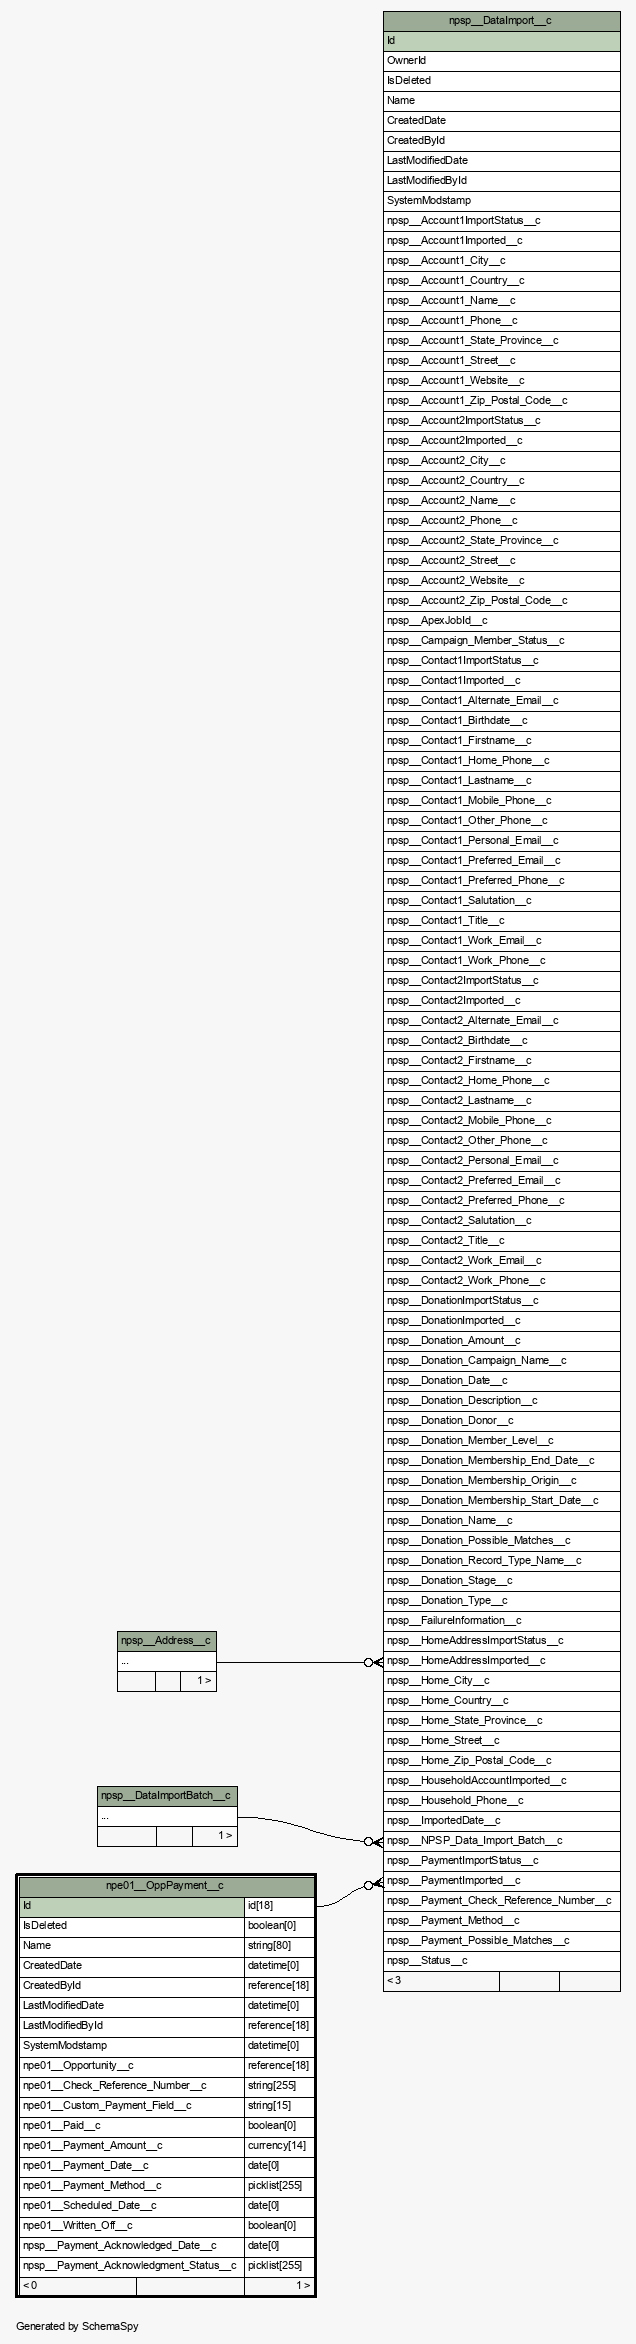 npsp__DataImport__c
Id
OwnerId
IsDeleted
Name
CreatedDate
CreatedById
LastModifiedDate
LastModifiedById
SystemModstamp
npsp__Account1ImportStatus__c
npsp__Account1Imported__c
npsp__Account1_City__c
npsp__Account1_Country__c
npsp__Account1_Name__c
npsp__Account1_Phone__c
npsp__Account1_State_Province__c
npsp__Account1_Street__c
npsp__Account1_Website__c
npsp__Account1_Zip_Postal_Code__c
npsp__Account2ImportStatus__c
npsp__Account2Imported__c
npsp__Account2_City__c
npsp__Account2_Country__c
npsp__Account2_Name__c
npsp__Account2_Phone__c
npsp__Account2_State_Province__c
npsp__Account2_Street__c
npsp__Account2_Website__c
npsp__Account2_Zip_Postal_Code__c
npsp__ApexJobId__c
npsp__Campaign_Member_Status__c
npsp__Contact1ImportStatus__c
npsp__Contact1Imported__c
npsp__Contact1_Alternate_Email__c
npsp__Contact1_Birthdate__c
npsp__Contact1_Firstname__c
npsp__Contact1_Home_Phone__c
npsp__Contact1_Lastname__c
npsp__Contact1_Mobile_Phone__c
npsp__Contact1_Other_Phone__c
npsp__Contact1_Personal_Email__c
npsp__Contact1_Preferred_Email__c
npsp__Contact1_Preferred_Phone__c
npsp__Contact1_Salutation__c
npsp__Contact1_Title__c
npsp__Contact1_Work_Email__c
npsp__Contact1_Work_Phone__c
npsp__Contact2ImportStatus__c
npsp__Contact2Imported__c
npsp__Contact2_Alternate_Email__c
npsp__Contact2_Birthdate__c
npsp__Contact2_Firstname__c
npsp__Contact2_Home_Phone__c
npsp__Contact2_Lastname__c
npsp__Contact2_Mobile_Phone__c
npsp__Contact2_Other_Phone__c
npsp__Contact2_Personal_Email__c
npsp__Contact2_Preferred_Email__c
npsp__Contact2_Preferred_Phone__c
npsp__Contact2_Salutation__c
npsp__Contact2_Title__c
npsp__Contact2_Work_Email__c
npsp__Contact2_Work_Phone__c
npsp__DonationImportStatus__c
npsp__DonationImported__c
npsp__Donation_Amount__c
npsp__Donation_Campaign_Name__c
npsp__Donation_Date__c
npsp__Donation_Description__c
npsp__Donation_Donor__c
npsp__Donation_Member_Level__c
npsp__Donation_Membership_End_Date__c
npsp__Donation_Membership_Origin__c
npsp__Donation_Membership_Start_Date__c
npsp__Donation_Name__c
npsp__Donation_Possible_Matches__c
npsp__Donation_Record_Type_Name__c
npsp__Donation_Stage__c
npsp__Donation_Type__c
npsp__FailureInformation__c
npsp__HomeAddressImportStatus__c
npsp__HomeAddressImported__c
npsp__Home_City__c
npsp__Home_Country__c
npsp__Home_State_Province__c
npsp__Home_Street__c
npsp__Home_Zip_Postal_Code__c
npsp__HouseholdAccountImported__c
npsp__Household_Phone__c
npsp__ImportedDate__c
npsp__NPSP_Data_Import_Batch__c
npsp__PaymentImportStatus__c
npsp__PaymentImported__c
npsp__Payment_Check_Reference_Number__c
npsp__Payment_Method__c
npsp__Payment_Possible_Matches__c
npsp__Status__c
< 3
npsp__Address__c
...
1 >
npsp__DataImportBatch__c
...
1 >
npe01__OppPayment__c
Id id[18]
IsDeleted boolean[0]
Name string[80]
CreatedDate datetime[0]
CreatedById reference[18]
LastModifiedDate datetime[0]
LastModifiedById reference[18]
SystemModstamp datetime[0]
npe01__Opportunity__c reference[18]
npe01__Check_Reference_Number__c string[255]
npe01__Custom_Payment_Field__c string[15]
npe01__Paid__c boolean[0]
npe01__Payment_Amount__c currency[14]
npe01__Payment_Date__c date[0]
npe01__Payment_Method__c picklist[255]
npe01__Scheduled_Date__c date[0]
npe01__Written_Off__c boolean[0]
npsp__Payment_Acknowledged_Date__c date[0]
npsp__Payment_Acknowledgment_Status__c picklist[255]
< 0 1 >
Generated by SchemaSpy